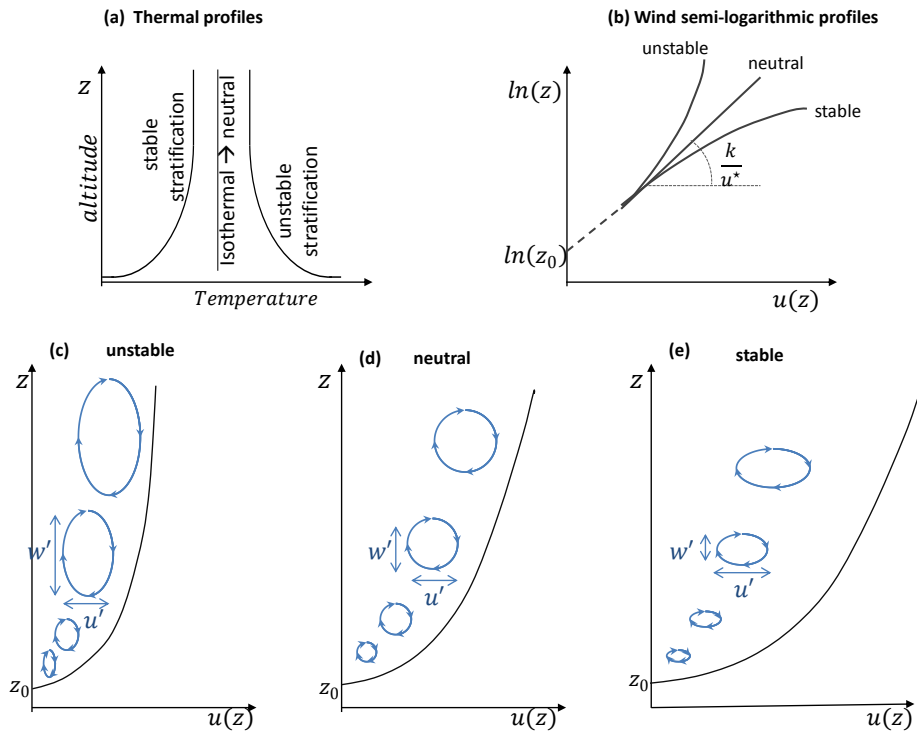 (a) Thermal profiles
z
altitude
stable
stratification
Isothermal → neutral
unstable
stratification
Temperature
(b) Wind semi-logarithmic profiles
unstable
neutral
stable
ln(z)
k
u*
ln(z₀)
u(z)
(c) unstable
z
w′
u′
z₀
u(z)
(d) neutral
z
w′
u′
z₀
u(z)
(e) stable
z
w′
u′
z₀
u(z)